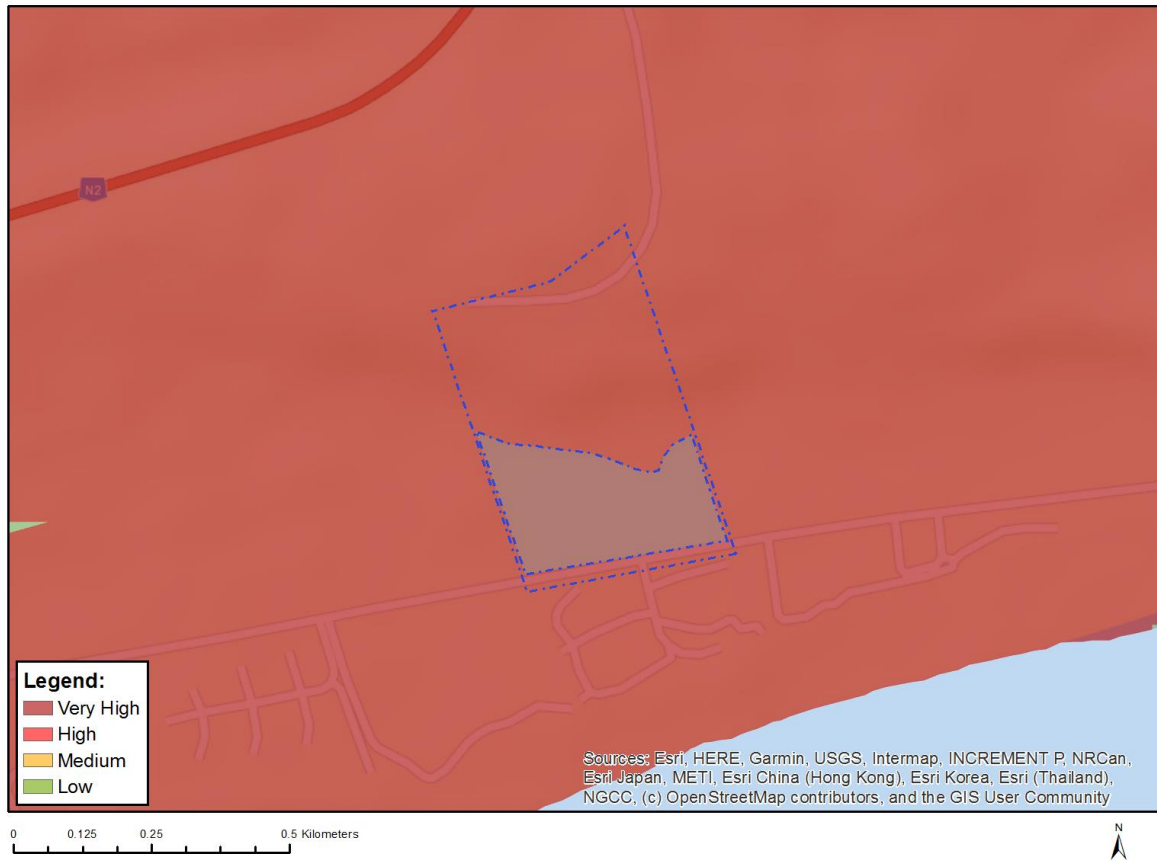 N2
Legend:
Very High
High
Medium
Low
Sources: Esri, HERE, Garmin, USGS, Intermap, INCREMENT P, NRCan,
Esri Japan, METI, Esri China (Hong Kong), Esri Korea, Esri (Thailand),
NGCC, (c) OpenStreetMap contributors, and the GIS User Community
0 0.125 0.25 0.5 Kilometers
N